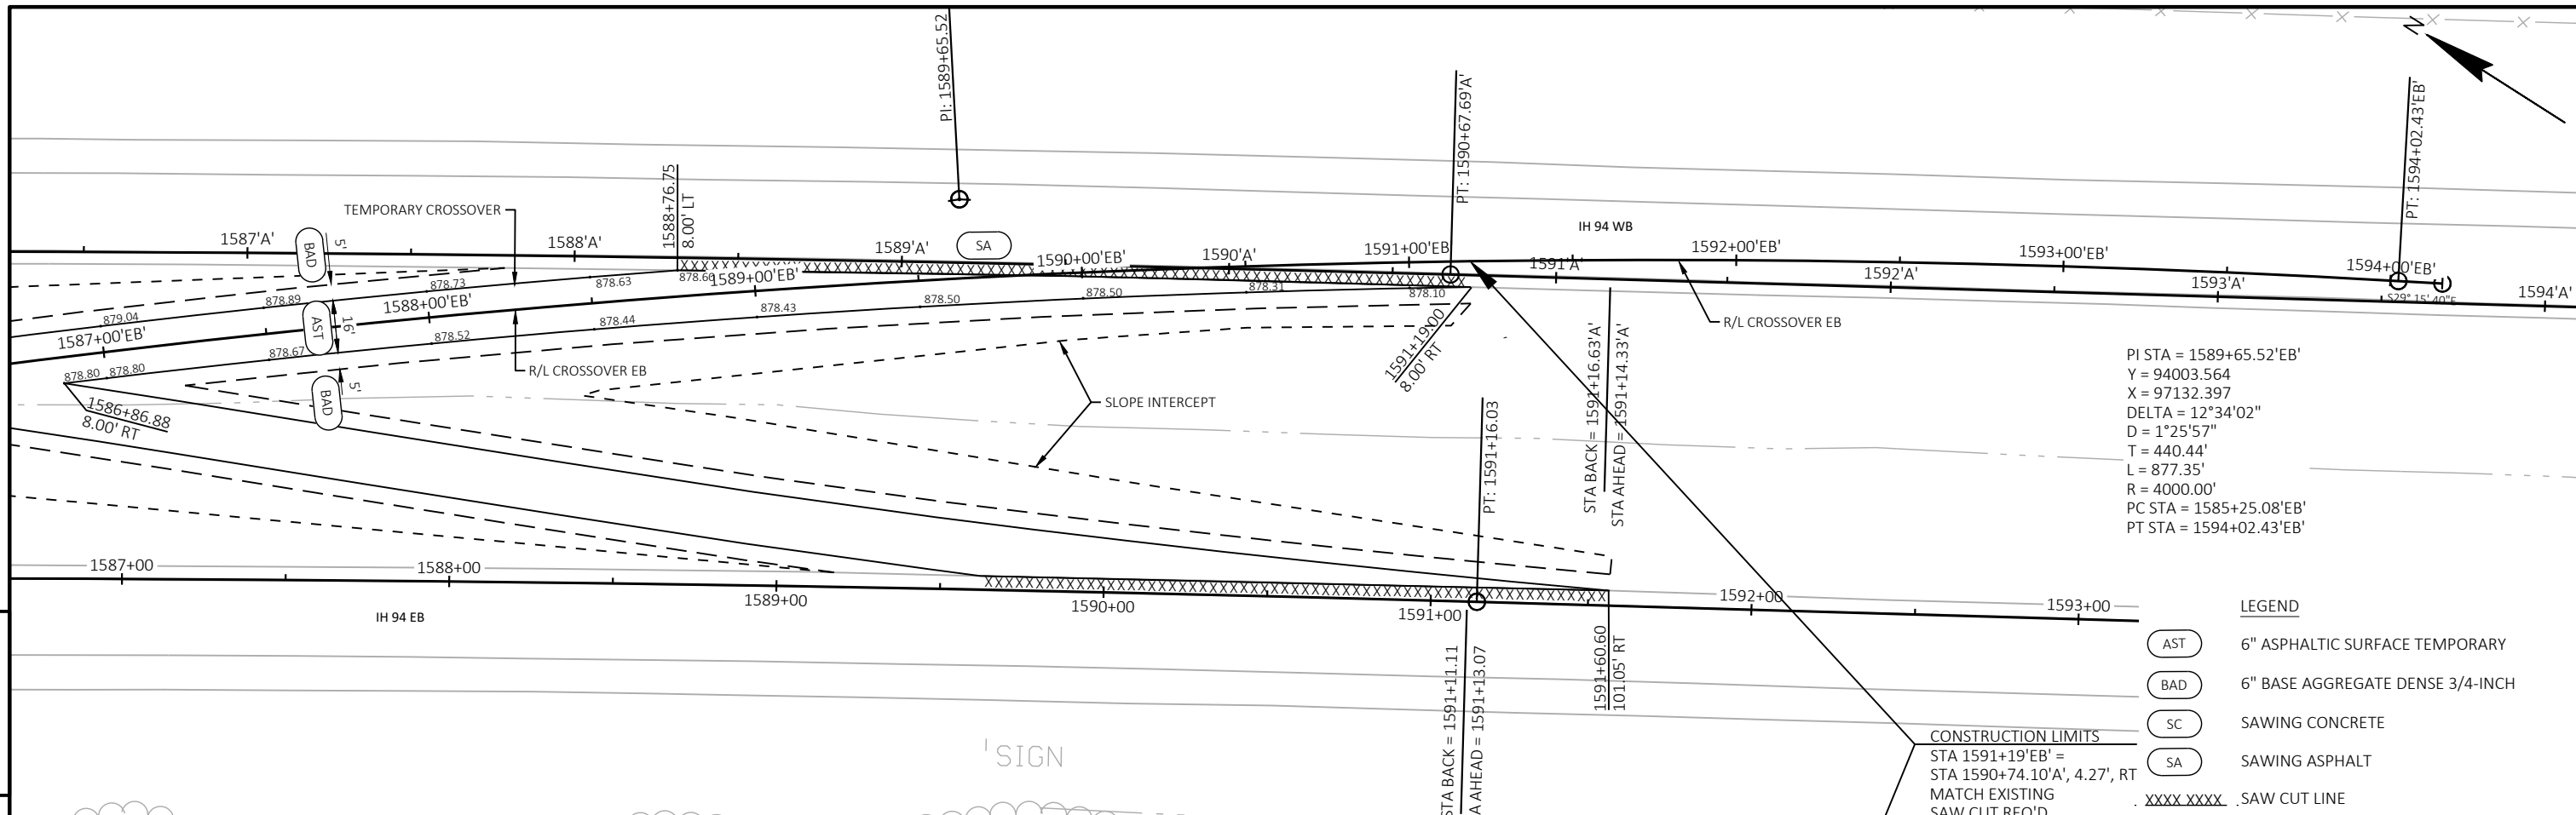 N
PI: 1589+65.52
PT: 1590+67.69'A'
PT: 1594+02.43'EB'
TEMPORARY CROSSOVER
1588+76.75
8.00' LT
IH 94 WB
1587'A'
BAD
5'
1588'A'
1589'A'
SA
1590+00'EB'
1590'A'
1591+00'EB
1591'A'
1592+00'EB'
1592'A'
1593+00'EB'
1593'A'
1594+00'EB'
1594'A'
S29° 15' 40"E
879.04
878.89
878.73
878.63
878.60
1589+00'EB'
1588+00'EB'
1587+00'EB'
AST
16'
878.80
878.80
878.67
878.52
878.44
878.43
878.50
878.50
878.31
878.10
R/L CROSSOVER EB
R/L CROSSOVER EB
BAD
5'
1586+86.88
8.00' RT
SLOPE INTERCEPT
1591+19.00
8.00' RT
STA BACK = 1591+16.63'A'
STA AHEAD = 1591+14.33'A'
PT: 1591+16.03
PI STA = 1589+65.52'EB'
Y = 94003.564
X = 97132.397
DELTA = 12°34'02"
D = 1°25'57"
T = 440.44'
L = 877.35'
R = 4000.00'
PC STA = 1585+25.08'EB'
PT STA = 1594+02.43'EB'
1587+00
1588+00
1589+00
1590+00
1591+00
1592+00
1593+00
IH 94 EB
STA BACK = 1591+11.11
A AHEAD = 1591+13.07
1591+60.60
101.05' RT
'SIGN
CONSTRUCTION LIMITS
STA 1591+19'EB' =
STA 1590+74.10'A', 4.27', RT
MATCH EXISTING
SAW CUT REQ'D
LEGEND
AST 6" ASPHALTIC SURFACE TEMPORARY
BAD 6" BASE AGGREGATE DENSE 3/4-INCH
SC SAWING CONCRETE
SA SAWING ASPHALT
XXXX XXXX SAW CUT LINE